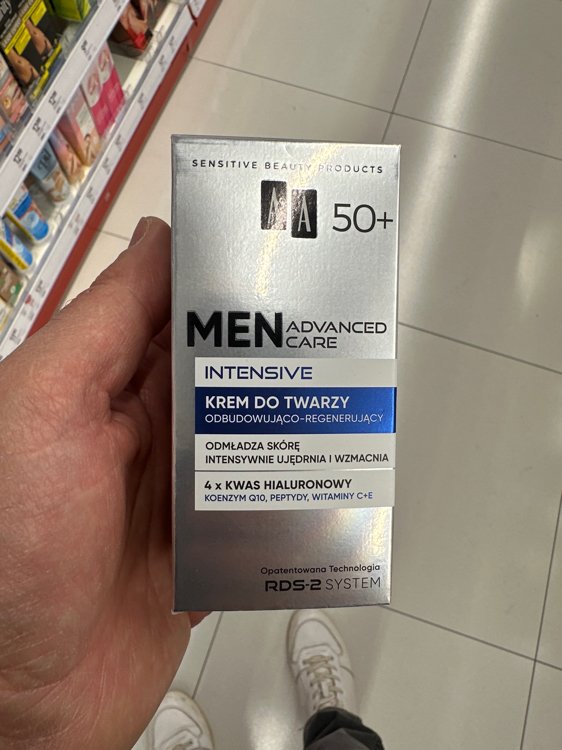 SENSITIVE BEAUTY PRODUCTS
AA 50+
MEN ADVANCED
CARE
INTENSIVE
KREM DO TWARZY
ODBUDOWUJĄCO-REGENERUJĄCY
ODMŁADZA SKÓRĘ
INTENSYWNIE UJĘDRNIA I WZMACNIA
4 x KWAS HIALURONOWY
KOENZYM Q10, PEPTYDY, WITAMINY C+E
Opatentowana Technologia
RDS-2 SYSTEM